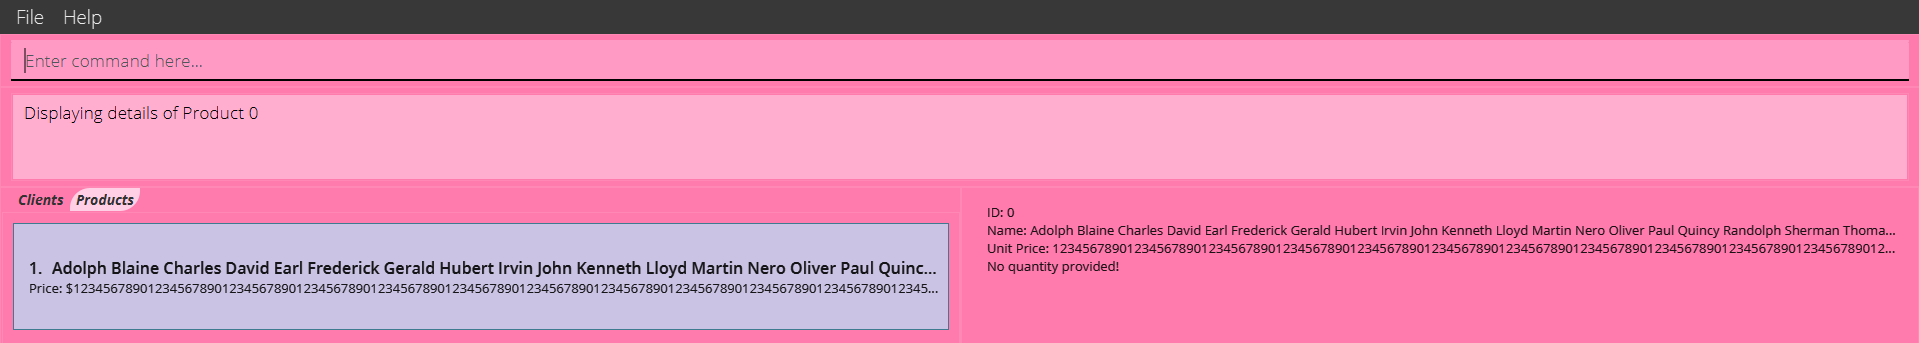 File Help
Enter command here...
Displaying details of Product 0
Clients Products
1. Adolph Blaine Charles David Earl Frederick Gerald Hubert Irvin John Kenneth Lloyd Martin Nero Oliver Paul Quinc...
Price: $1234567890123456789012345678901234567890123456789012345678901234567890123456789012345678901234567890123456789012345...
ID: 0
Name: Adolph Blaine Charles David Earl Frederick Gerald Hubert Irvin John Kenneth Lloyd Martin Nero Oliver Paul Quincy Randolph Sherman Thoma...
Unit Price: 1234567890123456789012345678901234567890123456789012345678901234567890123456789012345678901234567890123456789012...
No quantity provided!